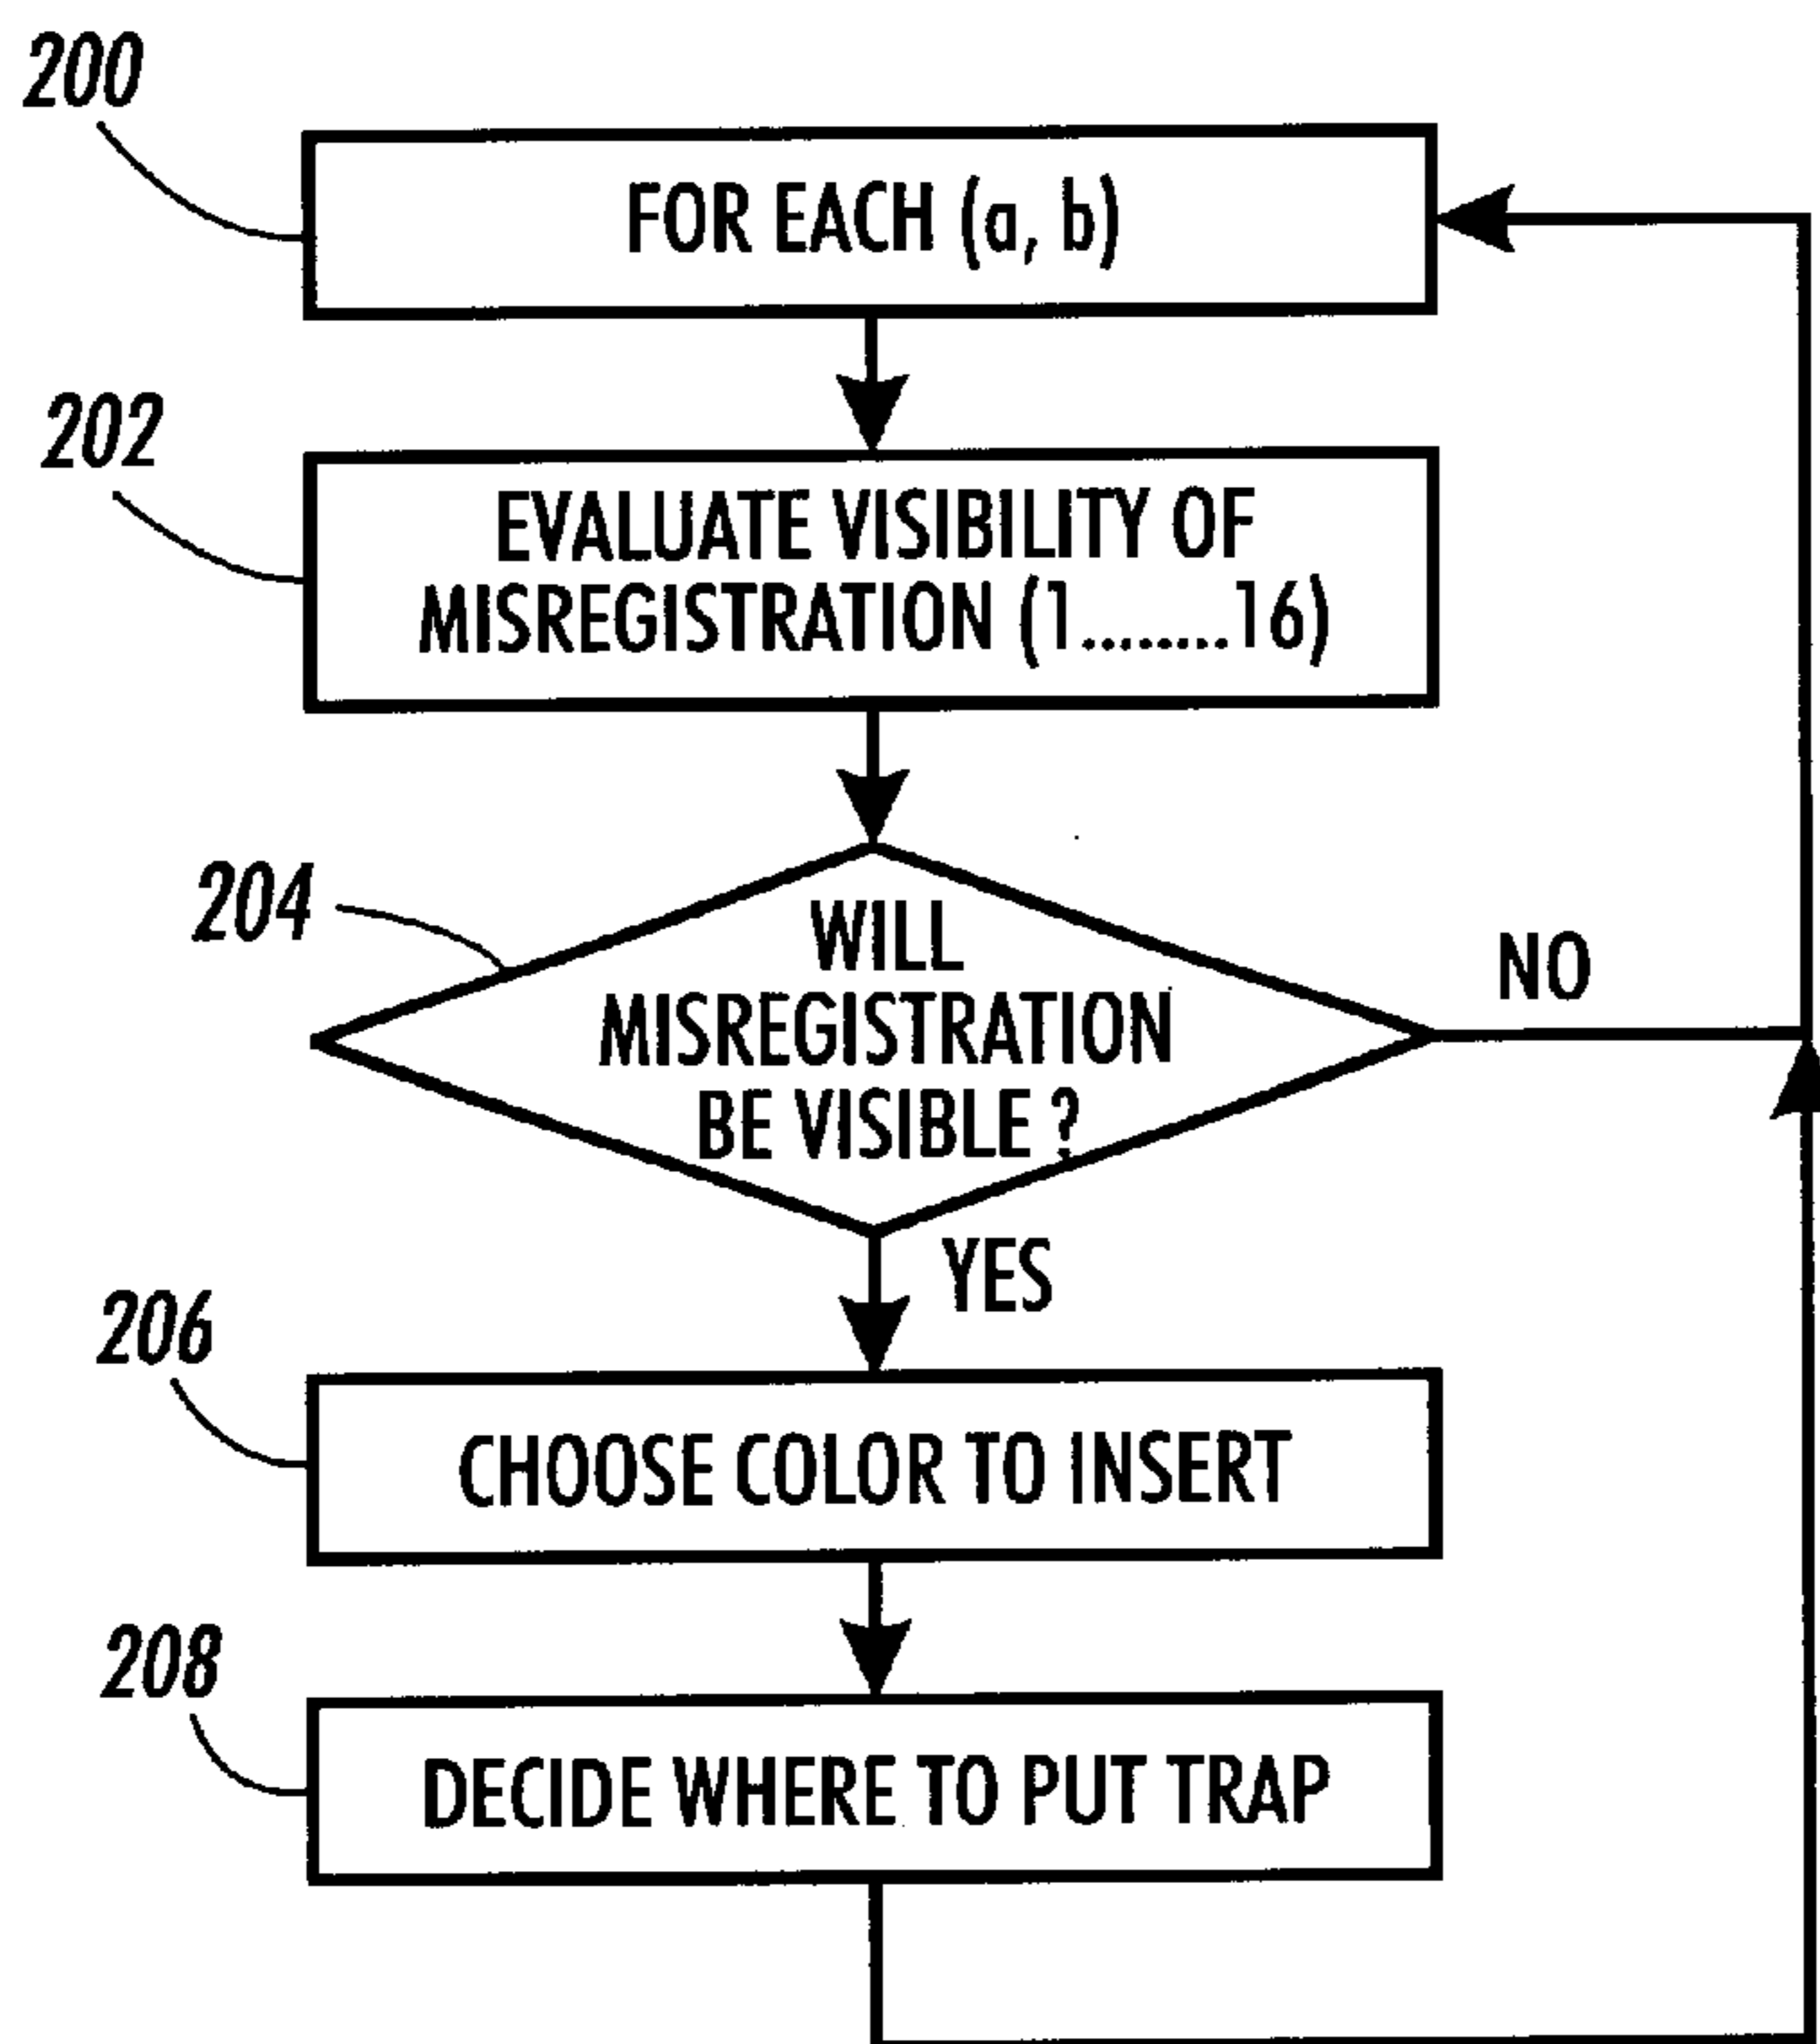 200
FOR EACH (a, b)
202
EVALUATE VISIBILITY OF
MISREGISTRATION (1........16)
204
WILL
MISREGISTRATION
BE VISIBLE ?
NO
YES
206
CHOOSE COLOR TO INSERT
208
DECIDE WHERE TO PUT TRAP